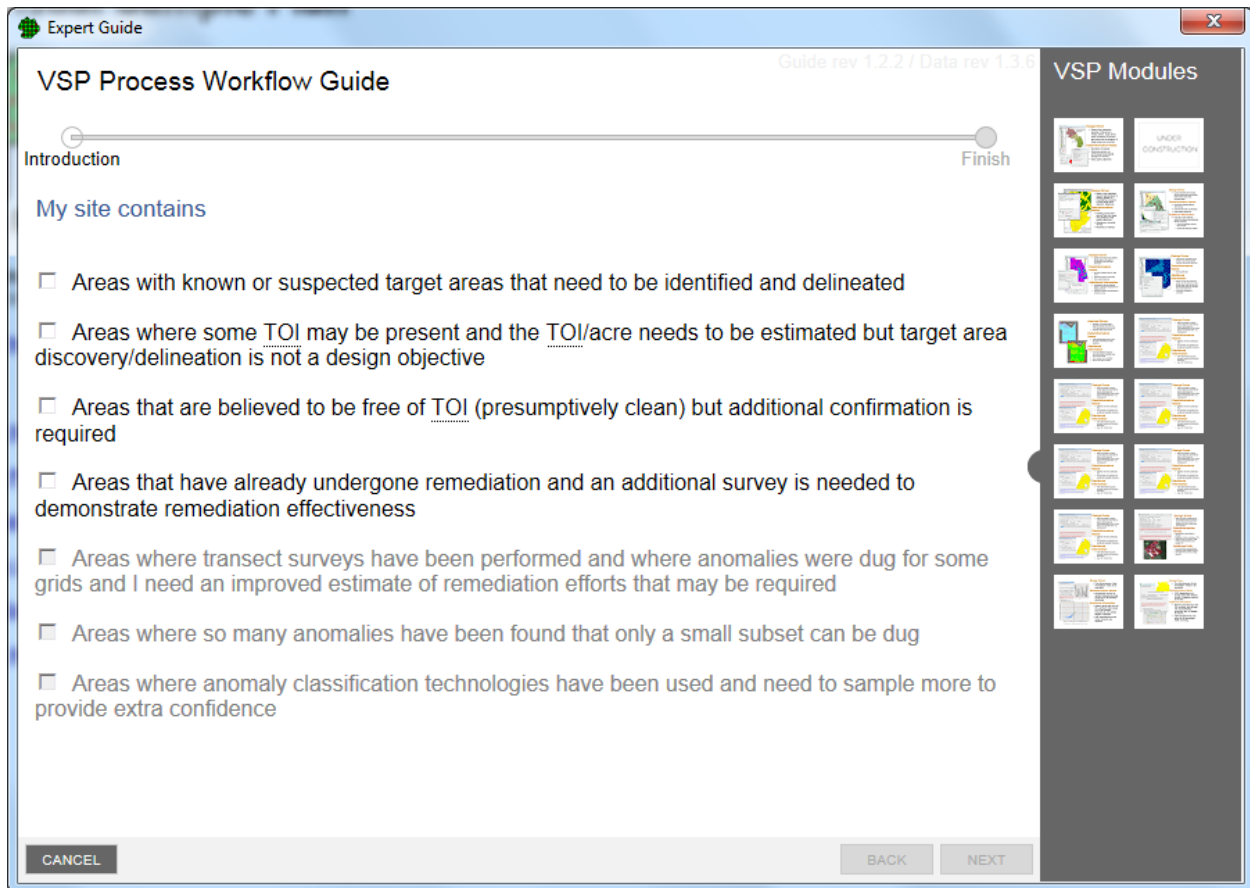 Expert Guide
VSP Process Workflow Guide
Guide rev 1.2.2 / Data rev 1.3.6
VSP Modules
UNDER
CONSTRUCTION
Introduction
Finish
My site contains
Areas with known or suspected target areas that need to be identified and delineated
Areas where some TOI may be present and the TOI/acre needs to be estimated but target area
discovery/delineation is not a design objective
Areas that are believed to be free of TOI (presumptively clean) but additional confirmation is
required
Areas that have already undergone remediation and an additional survey is needed to
demonstrate remediation effectiveness
Areas where transect surveys have been performed and where anomalies were dug for some
grids and I need an improved estimate of remediation efforts that may be required
Areas where so many anomalies have been found that only a small subset can be dug
Areas where anomaly classification technologies have been used and need to sample more to
provide extra confidence
CANCEL
BACK
NEXT